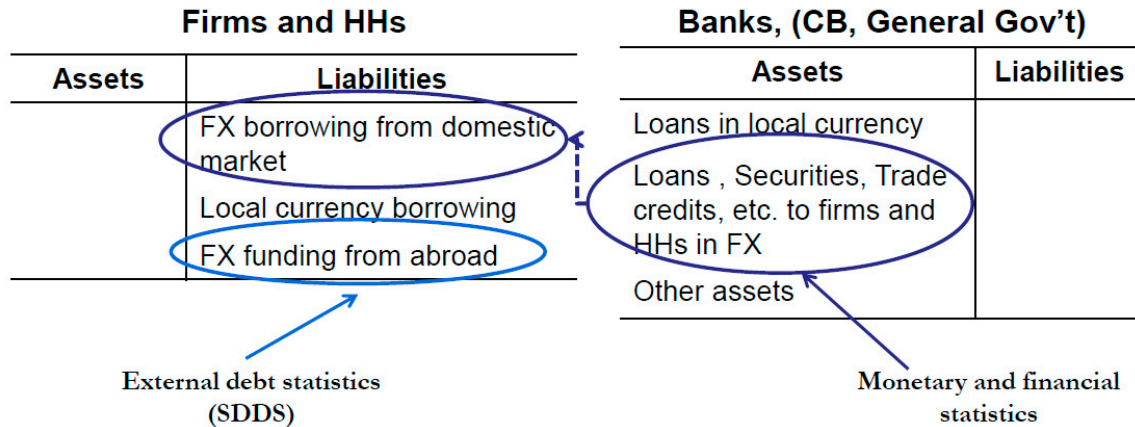 Firms and HHs
Assets
Liabilities
FX borrowing from domestic
market
Local currency borrowing
FX funding from abroad
Banks, (CB, General Gov't)
Assets
Liabilities
Loans in local currency
Loans , Securities, Trade
credits, etc. to firms and
HHs in FX
Other assets
External debt statistics
(SDDS)
Monetary and financial
statistics